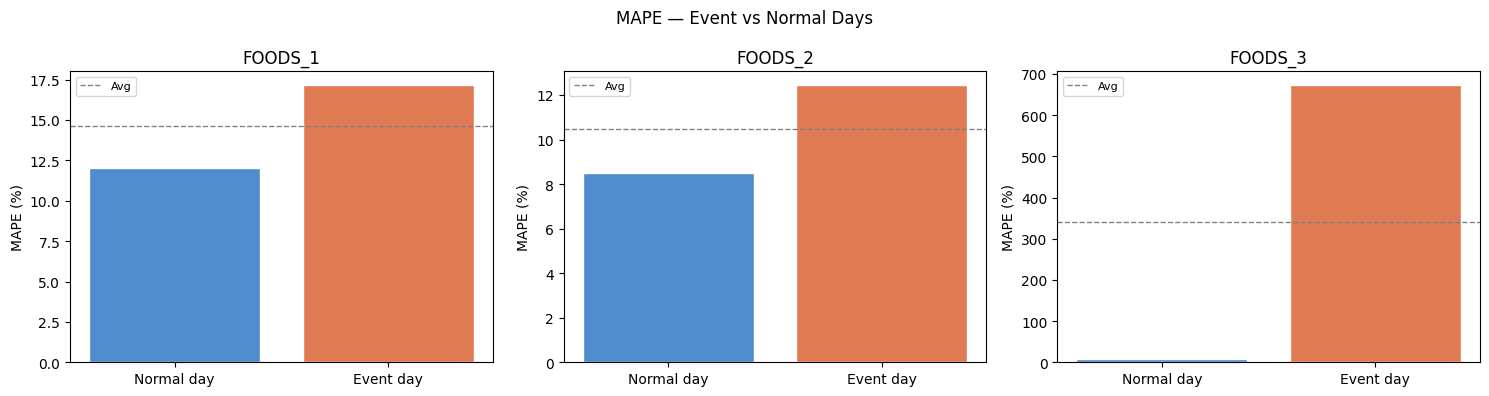 MAPE — Event vs Normal Days
FOODS_1
17.5
15.0
12.5
10.0
7.5
5.0
2.5
0.0
MAPE (%)
Avg
Normal day
Event day
FOODS_2
12
10
8
6
4
2
0
MAPE (%)
Avg
Normal day
Event day
FOODS_3
700
600
500
400
300
200
100
0
MAPE (%)
Avg
Normal day
Event day